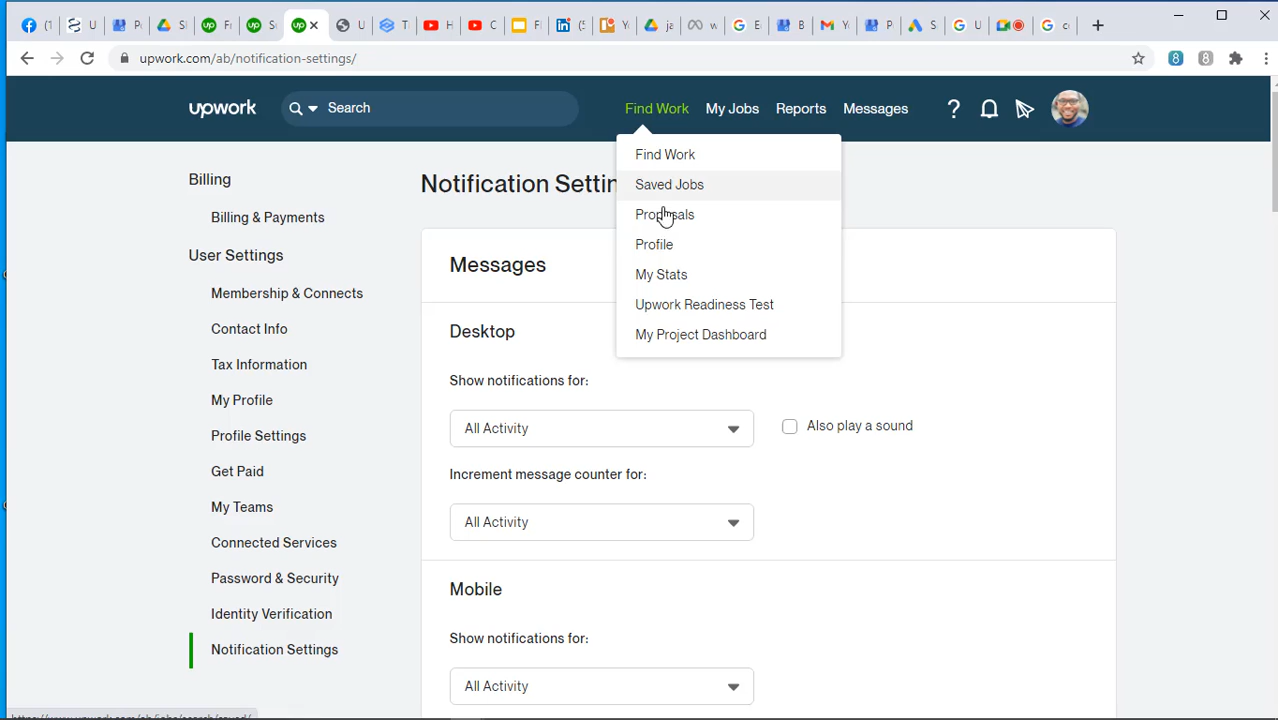 upwork.com/ab/notification-settings/
upwork
Search
Find Work
My Jobs
Reports
Messages
Find Work
Saved Jobs
Proposals
Profile
My Stats
Upwork Readiness Test
My Project Dashboard
Billing
Billing & Payments
User Settings
Membership & Connects
Contact Info
Tax Information
My Profile
Profile Settings
Get Paid
My Teams
Connected Services
Password & Security
Identity Verification
Notification Settings
Notification Settin
Messages
Desktop
Show notifications for:
All Activity
Also play a sound
Increment message counter for:
All Activity
Mobile
Show notifications for:
All Activity